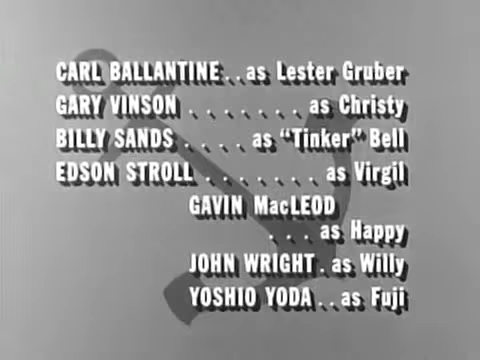 CARL BALLANTINE . . as Lester Gruber
GARY VINSON . . . . . . . as Christy
BILLY SANDS . . . . as "Tinker" Bell
EDSON STROLL . . . . . . . as Virgil
GAVIN MacLEOD
. . . as Happy
JOHN WRIGHT . as Willy
YOSHIO YODA . . as Fuji